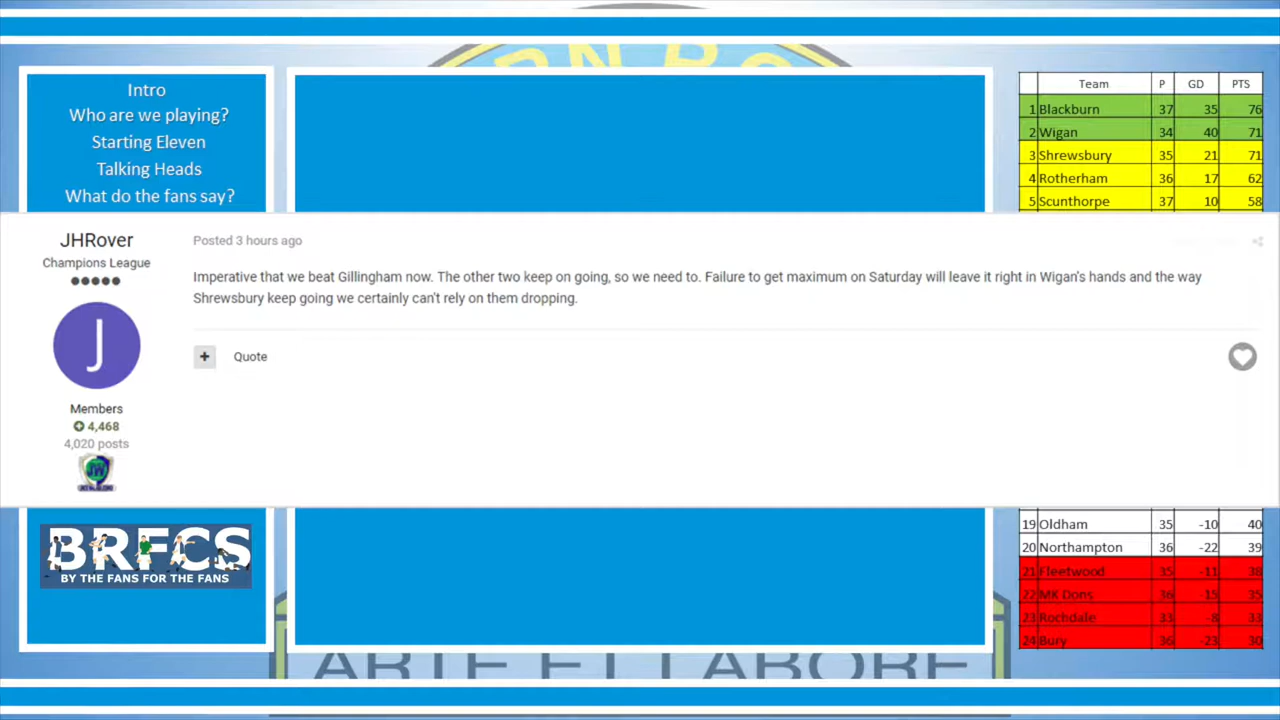 Intro
Who are we playing?
Starting Eleven
Talking Heads
What do the fans say?
Team P GD PTS
1 Blackburn 37 35 76
2 Wigan 34 40 71
3 Shrewsbury 35 21 71
4 Rotherham 36 17 62
5 Scunthorpe 37 10 58
JHRover
Champions League
Posted 3 hours ago
Imperative that we beat Gillingham now. The other two keep on going, so we need to. Failure to get maximum on Saturday will leave it right in Wigan's hands and the way
Shrewsbury keep going we certainly can't rely on them dropping.
J
+ Quote
Members
4,468
4,020 posts
BRFCS
BY THE FANS FOR THE FANS
19 Oldham 35 -10 40
20 Northampton 36 -22 39
21 Fleetwood 35 -11 38
22 MK Dons 36 15 35
23 Rochdale 33 -8 33
24 Bury 36 -23 30
ARTE ET LABORE